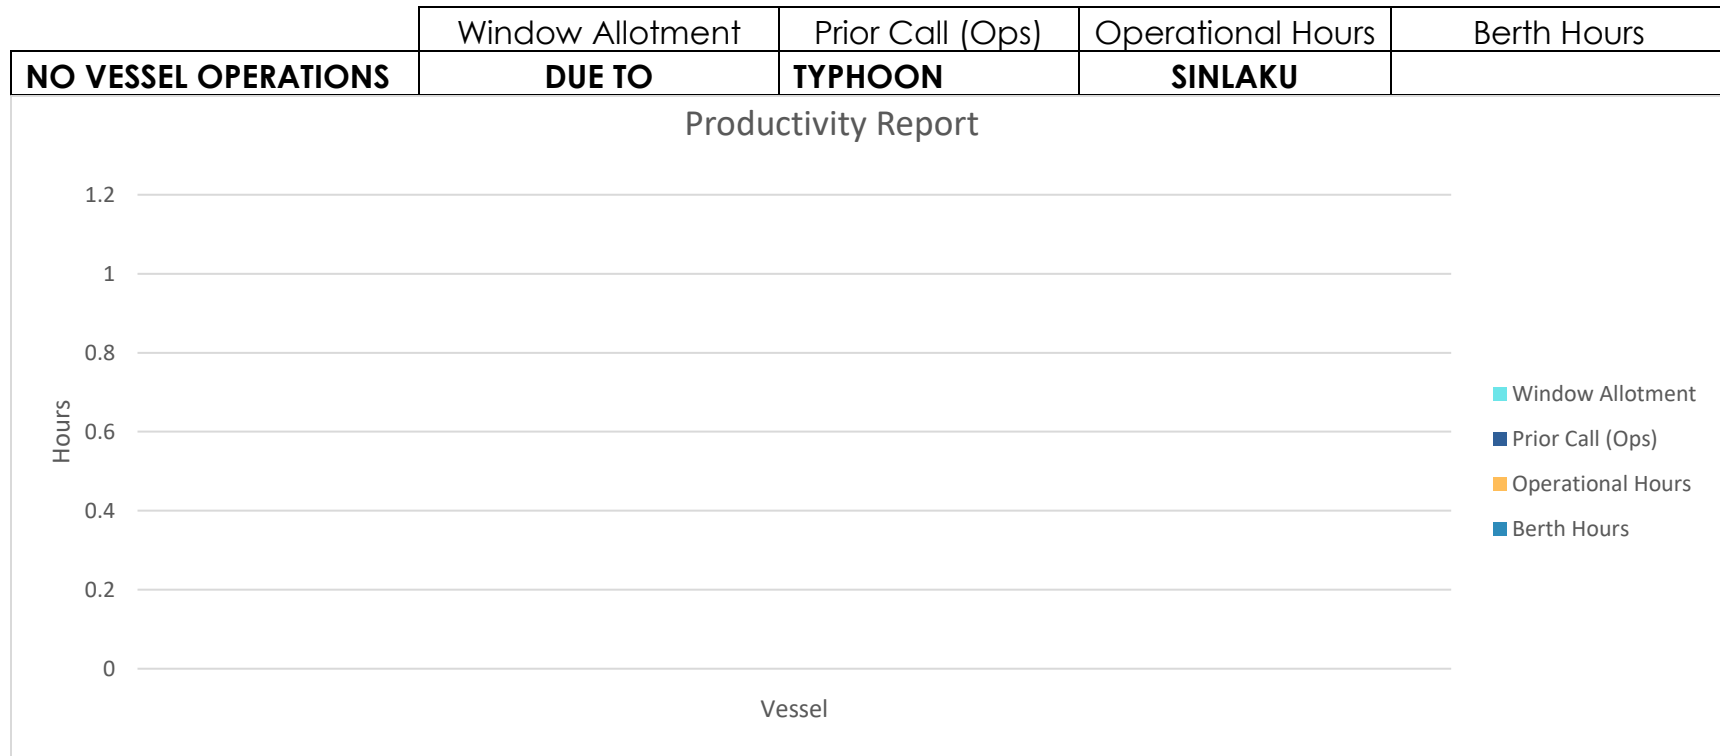 Window Allotment Prior Call (Ops) Operational Hours Berth Hours
NO VESSEL OPERATIONS DUE TO TYPHOON SINLAKU
Productivity Report
1.2
1
0.8
0.6
0.4
0.2
0
Hours
Vessel
Window Allotment
Prior Call (Ops)
Operational Hours
Berth Hours